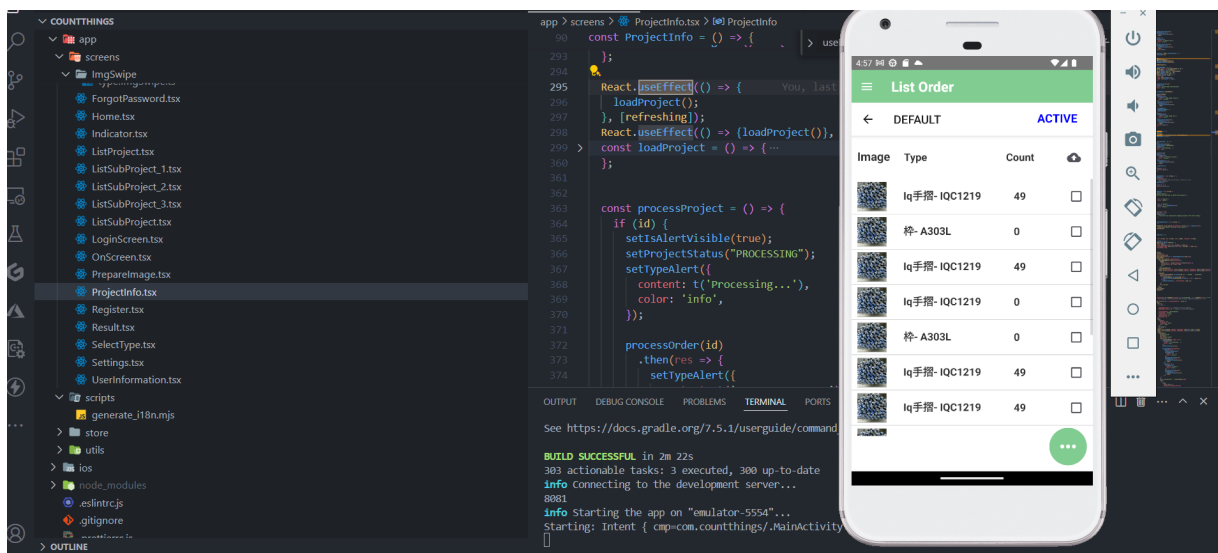 COUNTTHINGS
app
screens
ImgSwipe
ForgotPassword.tsx
Home.tsx
Indicator.tsx
ListProject.tsx
ListSubProject_1.tsx
ListSubProject_2.tsx
ListSubProject_3.tsx
ListSubProject.tsx
LoginScreen.tsx
OnScreen.tsx
PrepareImage.tsx
ProjectInfo.tsx
Register.tsx
Result.tsx
SelectType.tsx
Settings.tsx
UserInformation.tsx
scripts
generate_i18n.mjs
store
utils
ios
node_modules
.eslintrc.js
.gitignore
OUTLINE
app > screens > ProjectInfo.tsx > ProjectInfo
90 const ProjectInfo = () => {
> use
293 };
294
295 React.useEffect(() => { You, last
296 loadProject();
297 }, [refreshing]);
298 React.useEffect(() => {loadProject()},
299 > const loadProject = () => { ...
360 };
361
362
363 const processProject = () => {
364 if (id) {
365 setIsAlertVisible(true);
366 setProjectStatus("PROCESSING");
367 setTypeAlert({
368 content: t('Processing...'),
369 color: 'info',
370 });
371
372 processOrder(id)
373 .then(res => {
374 setTypeAlert({
OUTPUT DEBUG CONSOLE PROBLEMS TERMINAL PORTS
See https://docs.gradle.org/7.5.1/userguide/command_
BUILD SUCCESSFUL in 2m 22s
303 actionable tasks: 3 executed, 300 up-to-date
info Connecting to the development server...
8081
info Starting the app on "emulator-5554"...
Starting: Intent { cmp=com.countthings/.MainActivity
4:57
List Order
DEFAULT ACTIVE
Image Type Count
Iq手摺- IQC1219 49
枠- A303L 0
Iq手摺- IQC1219 49
Iq手摺- IQC1219 0
枠- A303L 0
Iq手摺- IQC1219 49
Iq手摺- IQC1219 49